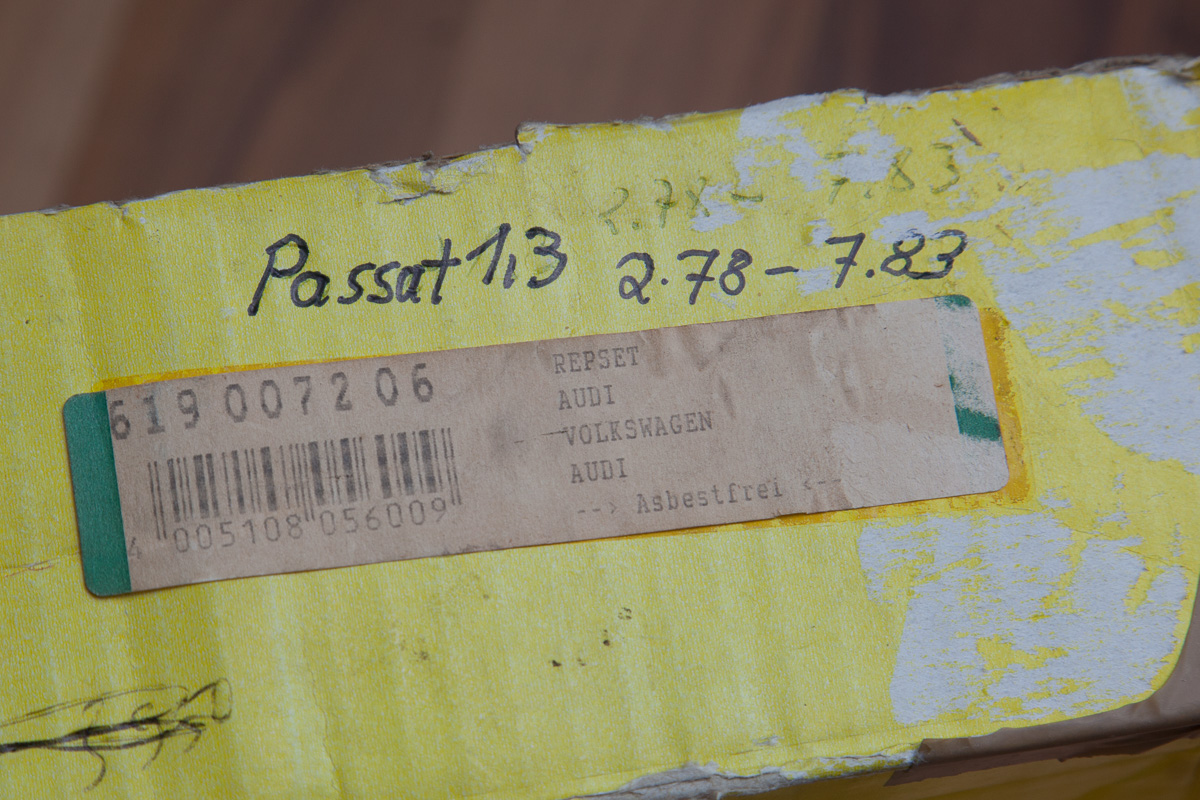 2.78 - 7.83
Passat 1,3 2.78 - 7.83
619 0072 06
REPSET
AUDI
VOLKSWAGEN
AUDI
--> Asbestfrei <--
4 005108 056009